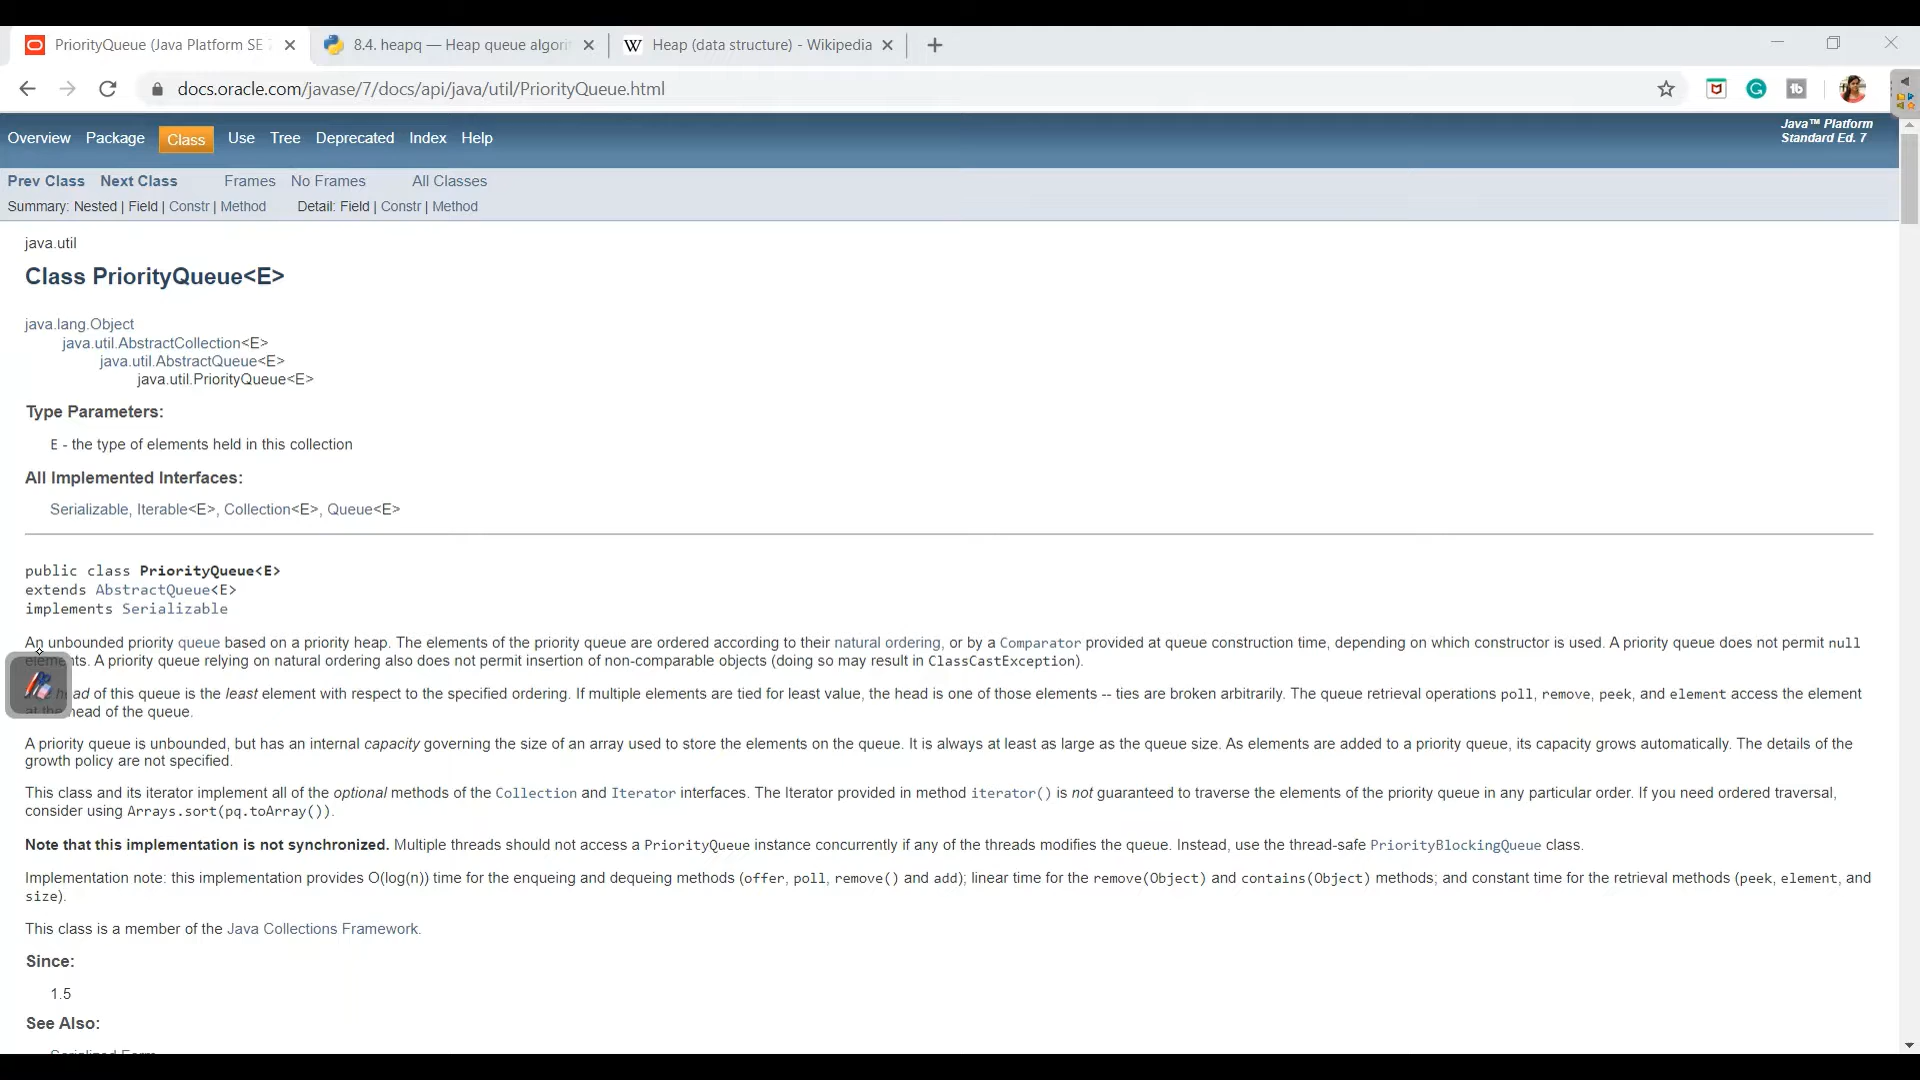 PriorityQueue (Java Platform SE 7
8.4. heapq — Heap queue algorit
Heap (data structure) - Wikipedia
docs.oracle.com/javase/7/docs/api/java/util/PriorityQueue.html
Overview Package Class Use Tree Deprecated Index Help
Java™ Platform
Standard Ed. 7
Prev Class Next Class Frames No Frames All Classes
Summary: Nested | Field | Constr | Method Detail: Field | Constr | Method
java.util
Class PriorityQueue<E>
java.lang.Object
java.util.AbstractCollection<E>
java.util.AbstractQueue<E>
java.util.PriorityQueue<E>
Type Parameters:
E - the type of elements held in this collection
All Implemented Interfaces:
Serializable, Iterable<E>, Collection<E>, Queue<E>
public class PriorityQueue<E>
extends AbstractQueue<E>
implements Serializable
An unbounded priority queue based on a priority heap. The elements of the priority queue are ordered according to their natural ordering, or by a Comparator provided at queue construction time, depending on which constructor is used. A priority queue does not permit null
elements. A priority queue relying on natural ordering also does not permit insertion of non-comparable objects (doing so may result in ClassCastException).
head of this queue is the least element with respect to the specified ordering. If multiple elements are tied for least value, the head is one of those elements -- ties are broken arbitrarily. The queue retrieval operations poll, remove, peek, and element access the element
at the head of the queue.
A priority queue is unbounded, but has an internal capacity governing the size of an array used to store the elements on the queue. It is always at least as large as the queue size. As elements are added to a priority queue, its capacity grows automatically. The details of the
growth policy are not specified.
This class and its iterator implement all of the optional methods of the Collection and Iterator interfaces. The Iterator provided in method iterator() is not guaranteed to traverse the elements of the priority queue in any particular order. If you need ordered traversal,
consider using Arrays.sort(pq.toArray()).
Note that this implementation is not synchronized. Multiple threads should not access a PriorityQueue instance concurrently if any of the threads modifies the queue. Instead, use the thread-safe PriorityBlockingQueue class.
Implementation note: this implementation provides O(log(n)) time for the enqueing and dequeing methods (offer, poll, remove() and add); linear time for the remove(Object) and contains(Object) methods; and constant time for the retrieval methods (peek, element, and
size).
This class is a member of the Java Collections Framework.
Since:
1.5
See Also:
Serialized Form